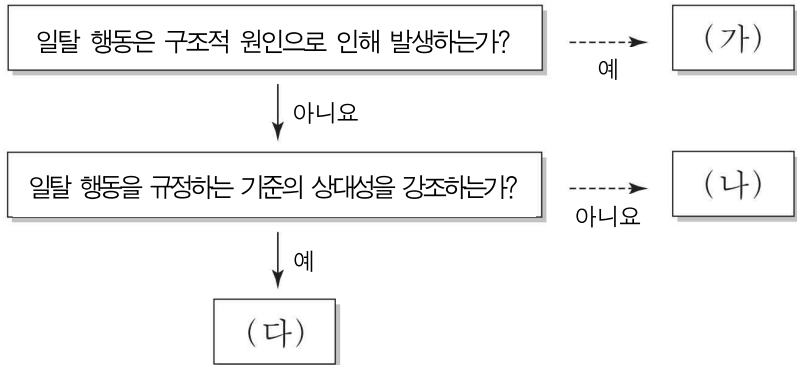 일탈 행동은 구조적 원인으로 인해 발생하는가?
예
(가)
아니요
일탈 행동을 규정하는 기준의 상대성을 강조하는가?
아니요
(나)
예
(다)